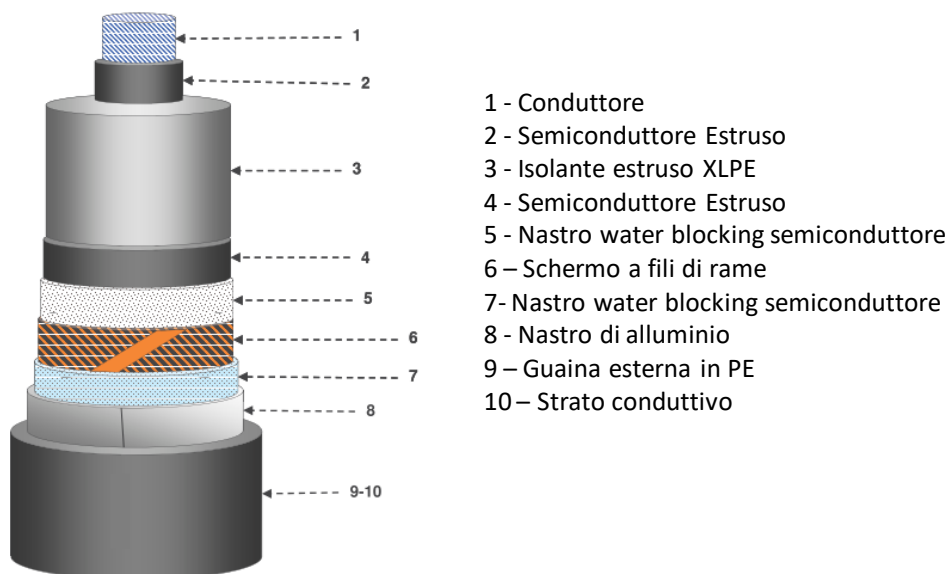 1
2
3
4
5
6
7
8
9-10
1 - Conduttore
2 - Semiconduttore Estruso
3 - Isolante estruso XLPE
4 - Semiconduttore Estruso
5 - Nastro water blocking semiconduttore
6 – Schermo a fili di rame
7- Nastro water blocking semiconduttore
8 - Nastro di alluminio
9 – Guaina esterna in PE
10 – Strato conduttivo